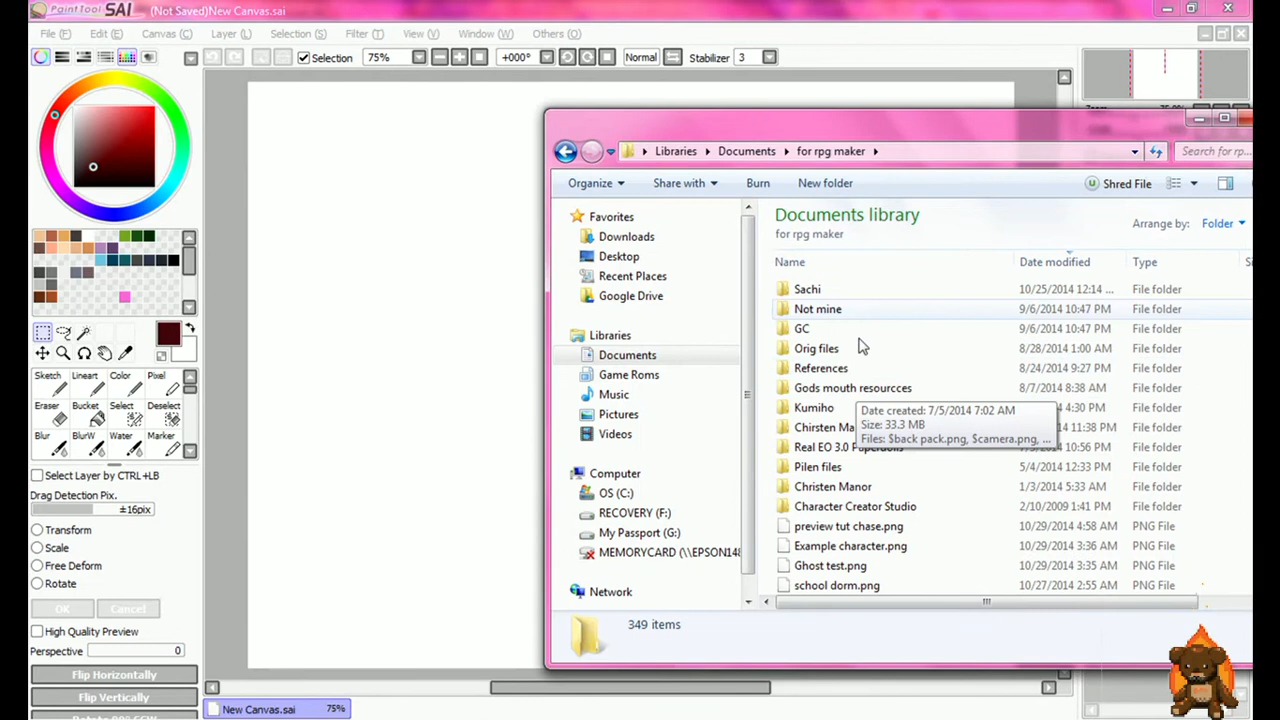 PaintTool SAI (Not Saved)New Canvas.sai
File (F) Edit (E) Canvas (C) Layer (L) Selection (S) Filter (T) View (V) Window (W) Others (O)
Selection 75% +000° Normal Stabilizer 3
Libraries Documents for rpg maker Search for rp...
Organize Share with Burn New folder Shred File
Favorites
Downloads
Desktop
Recent Places
Google Drive
Libraries
Documents
Game Roms
Music
Pictures
Videos
Computer
OS (C:)
RECOVERY (F:)
My Passport (G:)
MEMORYCARD (\\EPSON148
Network
Documents library
for rpg maker
Arrange by: Folder
Name Date modified Type
Sachi 10/25/2014 12:14 ... File folder
Not mine 9/6/2014 10:47 PM File folder
GC 9/6/2014 10:47 PM File folder
Orig files 8/28/2014 1:00 AM File folder
References 8/24/2014 9:27 PM File folder
Gods mouth resourcces 8/7/2014 8:38 AM File folder
Kumiho 4:30 PM File folder
Chirsten Ma 11:38 PM File folder
Real EO 3.0 10:56 PM File folder
Pilen files 5/4/2014 12:33 PM File folder
Christen Manor 1/3/2014 5:33 AM File folder
Character Creator Studio 2/10/2009 1:41 PM File folder
preview tut chase.png 10/29/2014 4:58 AM PNG File
Example character.png 10/29/2014 3:36 AM PNG File
Ghost test.png 10/29/2014 3:35 AM PNG File
school dorm.png 10/27/2014 2:55 AM PNG File
Date created: 7/5/2014 7:02 AM
Size: 33.3 MB
Files: $back pack.png, $camera.png, ...
349 items
Sketch Lineart Color Pixel
Eraser Bucket Select Deselect
Blur BlurW Water Marker
Select Layer by CTRL+LB
Drag Detection Pix.
±16pix
Transform
Scale
Free Deform
Rotate
OK Cancel
High Quality Preview
Perspective 0
Flip Horizontally
Flip Vertically
New Canvas.sai 75%